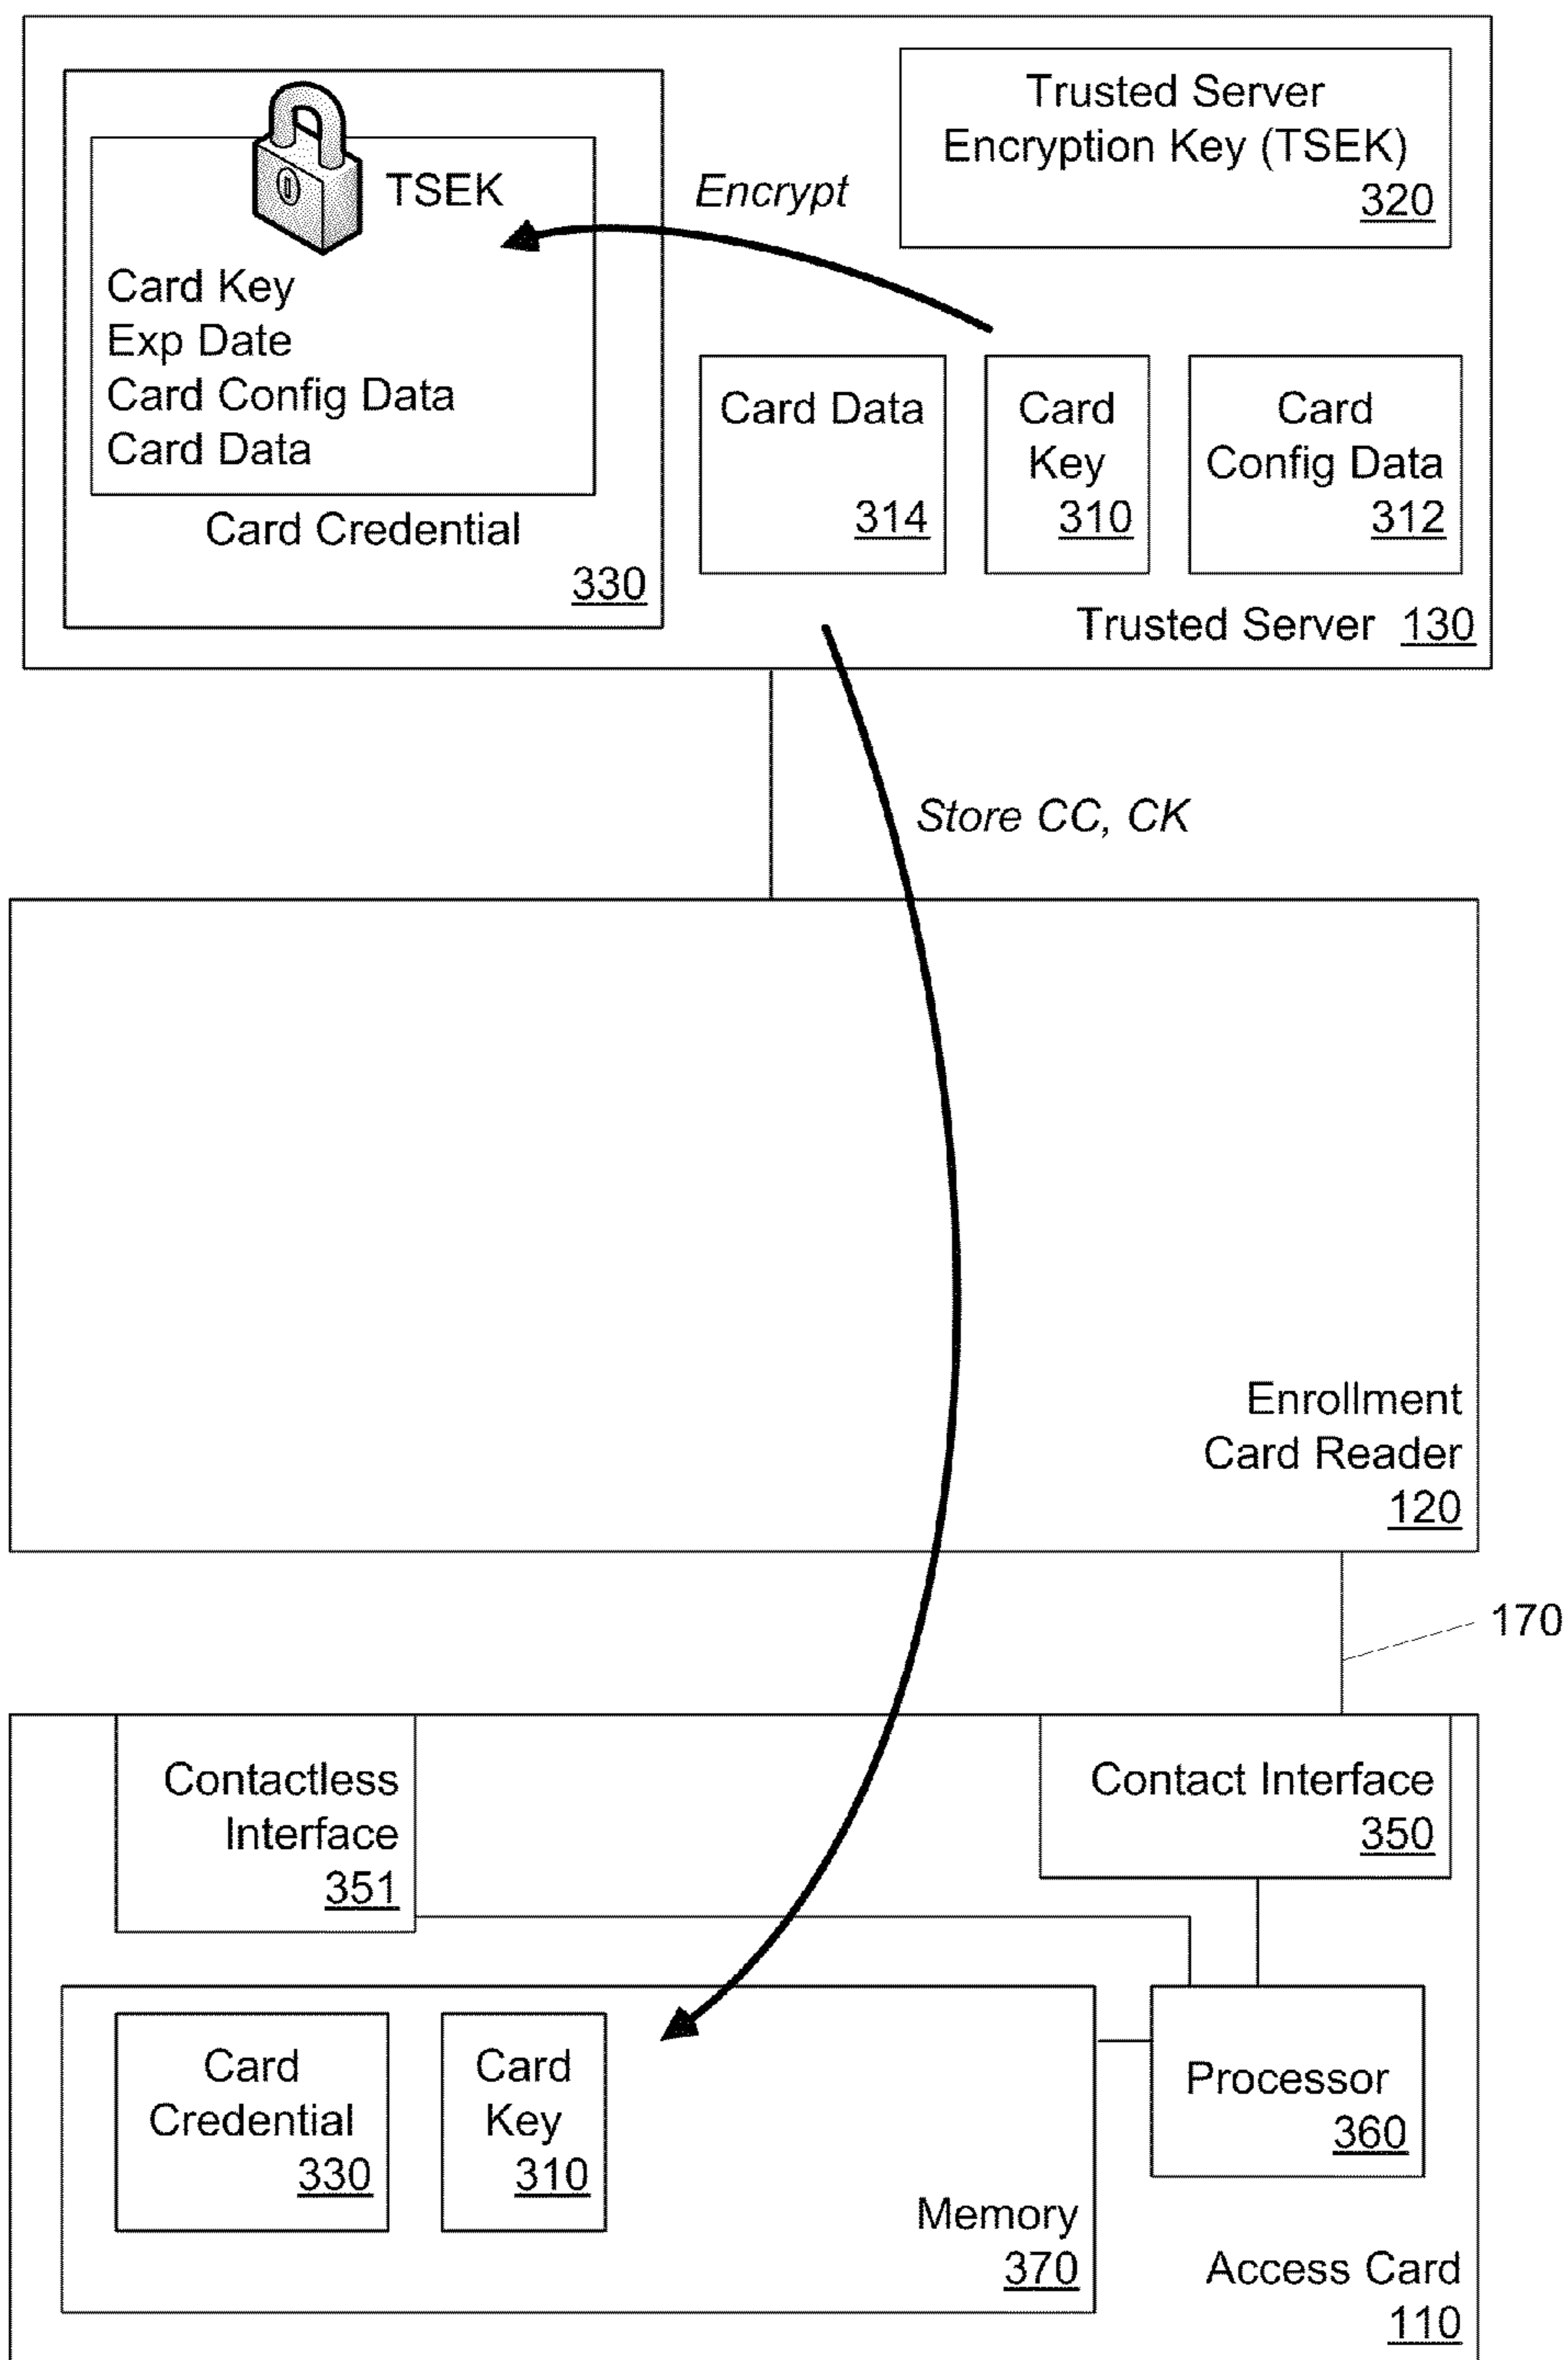 Trusted Server
Encryption Key (TSEK)
320
TSEK
Encrypt
Card Key
Exp Date
Card Config Data
Card Data
Card Credential
330
Card Data
314
Card
Key
310
Card
Config Data
312
Trusted Server 130
Store CC, CK
Enrollment
Card Reader
120
170
Contactless
Interface
351
Contact Interface
350
Card
Credential
330
Card
Key
310
Memory
370
Processor
360
Access Card
110